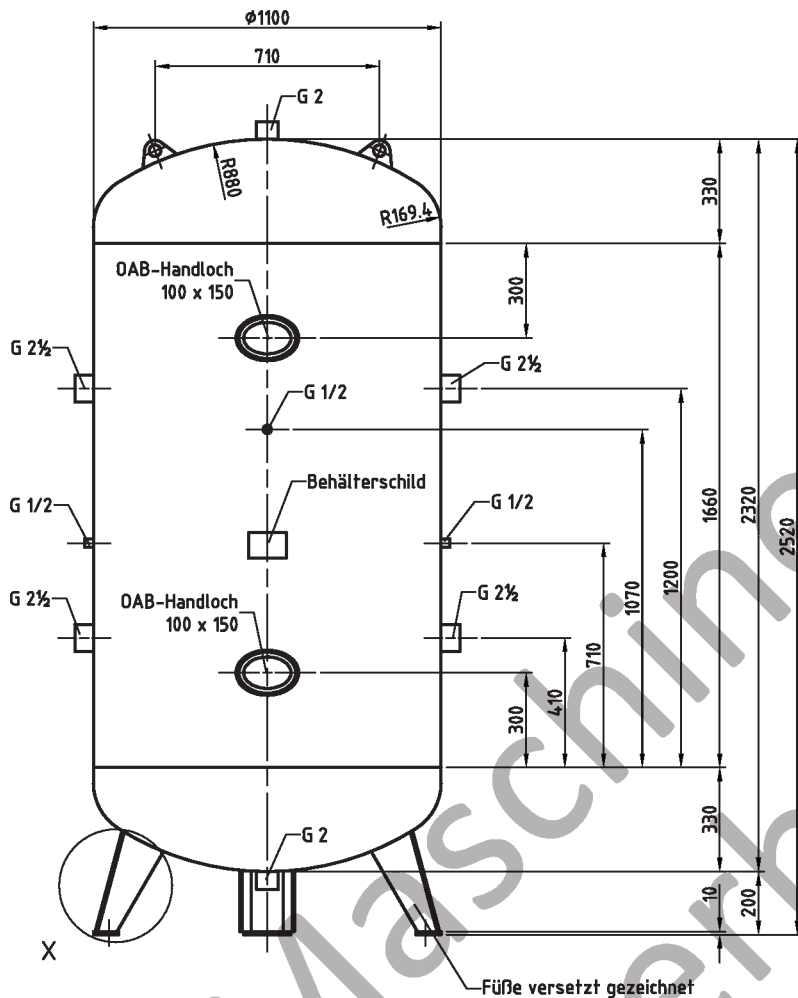 Ø1100
710
G 2
R880
R169.4
330
OAB-Handloch
100 x 150
300
G 2½
G 2½
G 1/2
Behälterschild
G 1/2
G 1/2
1660
2320
2520
1200
1070
G 2½
G 2½
OAB-Handloch
100 x 150
710
410
300
G 2
330
10
200
X
Füße versetzt gezeichnet
Maschinen